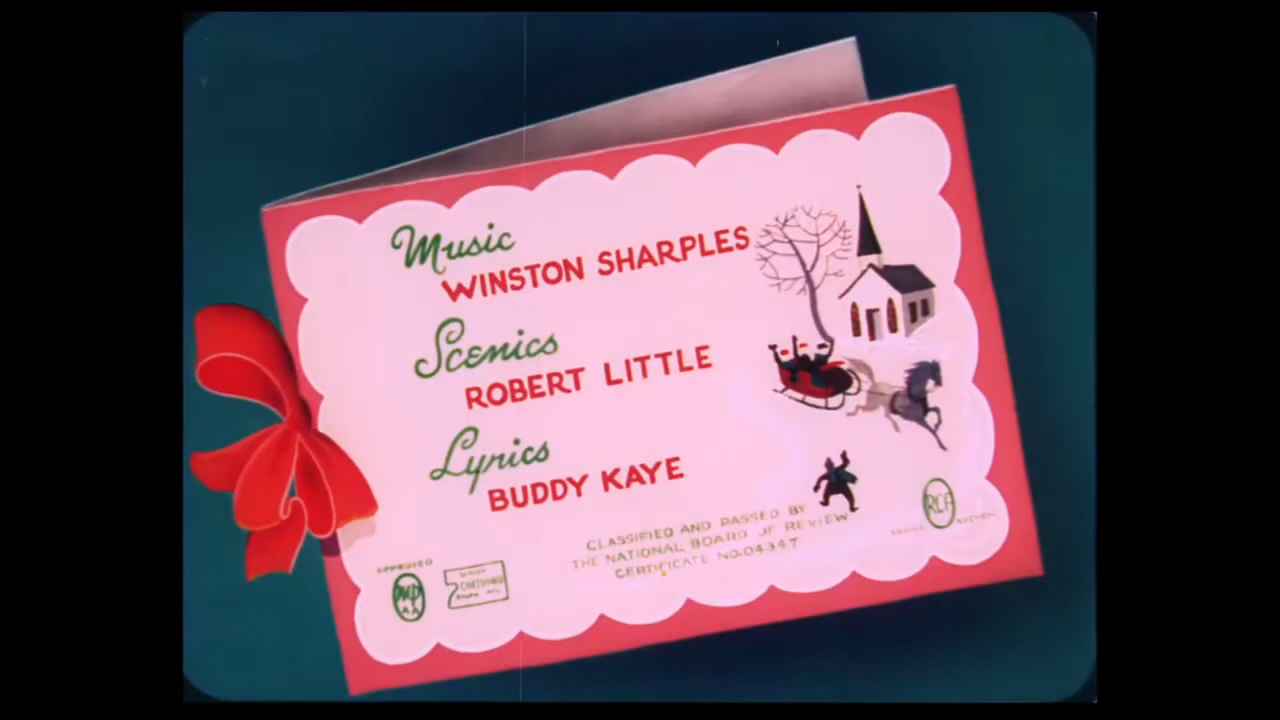 Music
WINSTON SHARPLES
Scenics
ROBERT LITTLE
Lyrics
BUDDY KAYE
CLASSIFIED AND PASSED BY
THE NATIONAL BOARD OF REVIEW
CERTIFICATE NO. 04347
APPROVED
RCA
SYSTEM